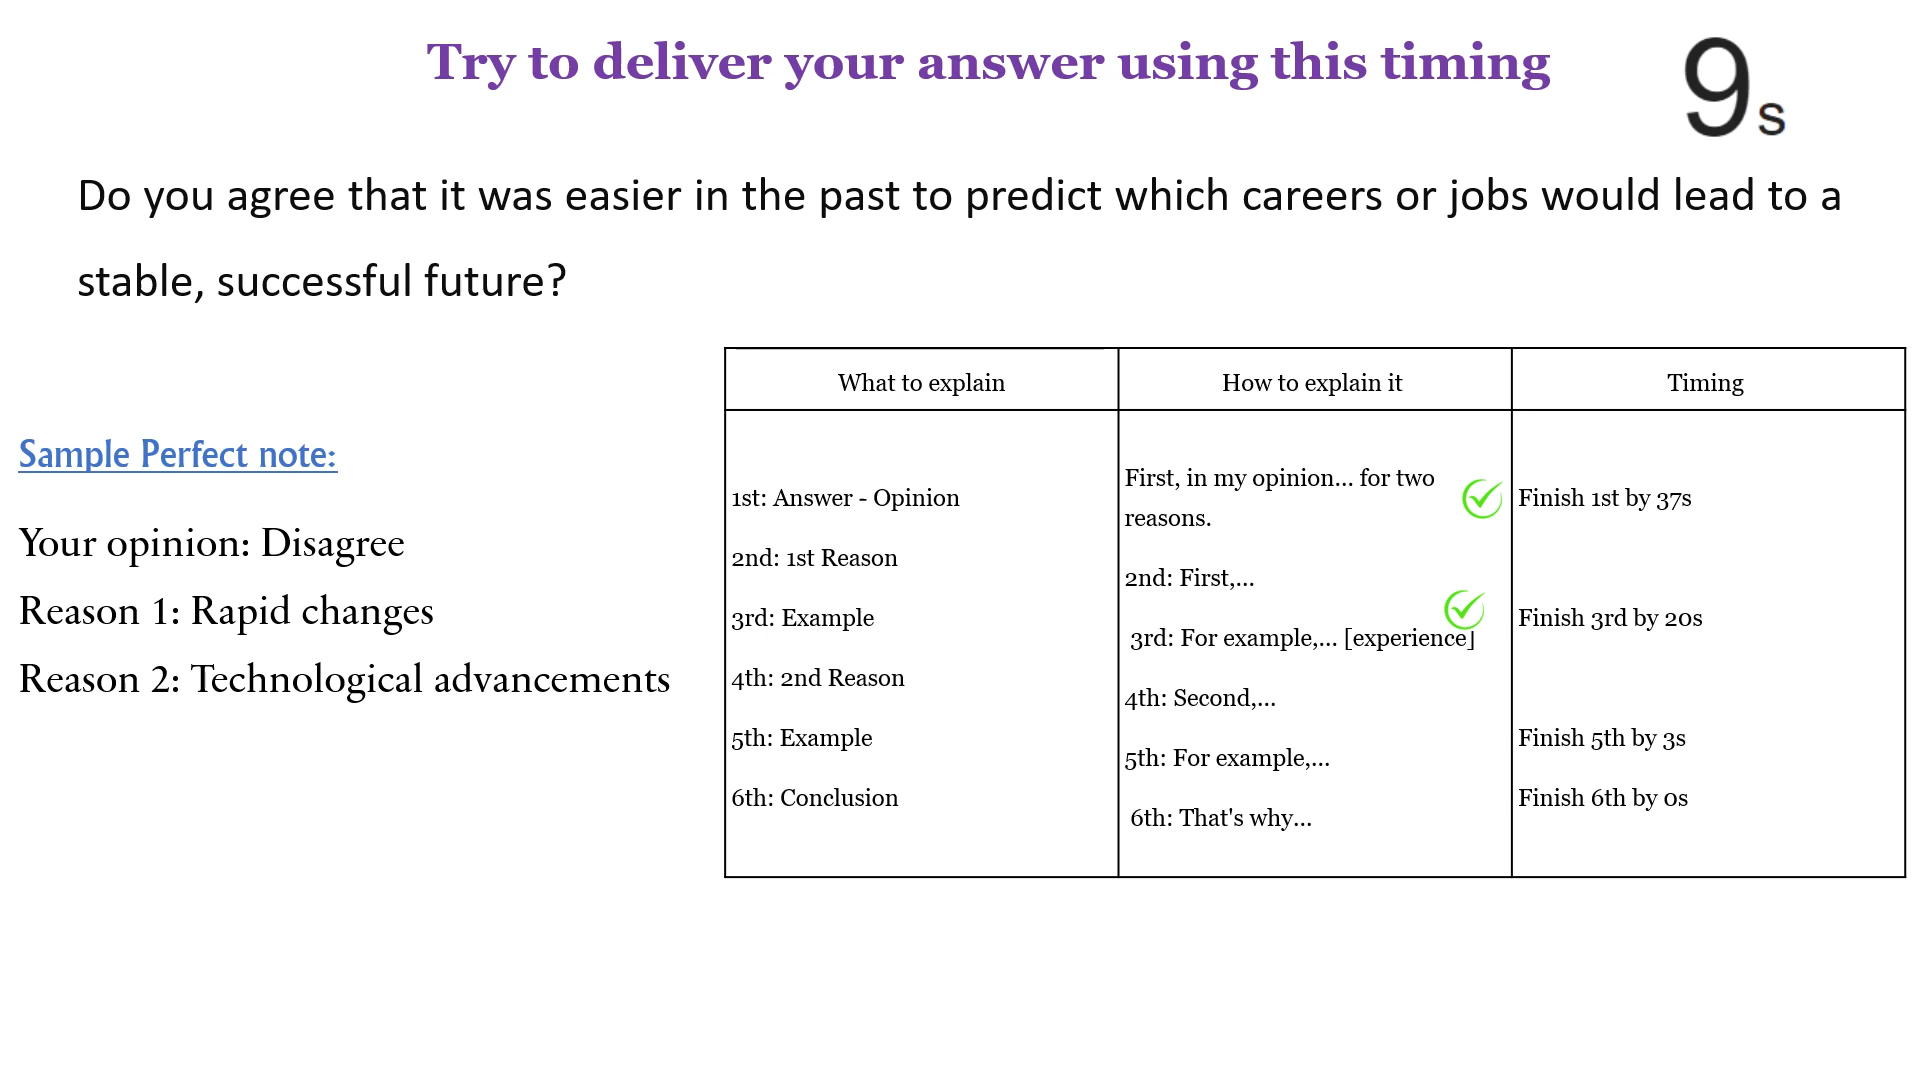 Try to deliver your answer using this timing
9s
Do you agree that it was easier in the past to predict which careers or jobs would lead to a
stable, successful future?
Sample Perfect note:
Your opinion: Disagree
Reason 1: Rapid changes
Reason 2: Technological advancements
What to explain
How to explain it
Timing
1st: Answer - Opinion
2nd: 1st Reason
3rd: Example
4th: 2nd Reason
5th: Example
6th: Conclusion
First, in my opinion... for two
reasons.
2nd: First,...
3rd: For example,... [experience]
4th: Second,...
5th: For example,...
6th: That's why...
Finish 1st by 37s
Finish 3rd by 20s
Finish 5th by 3s
Finish 6th by 0s